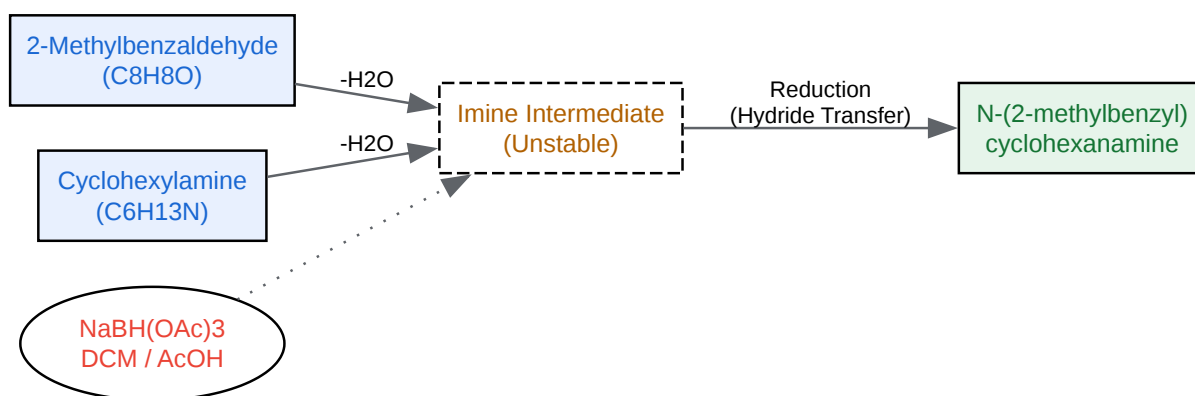 2-Methylbenzaldehyde
(C8H8O)
-H2O
Cyclohexylamine
(C6H13N)
-H2O
NaBH(OAc)3
DCM / AcOH
Imine Intermediate
(Unstable)
Reduction
(Hydride Transfer)
N-(2-methylbenzyl)
cyclohexanamine